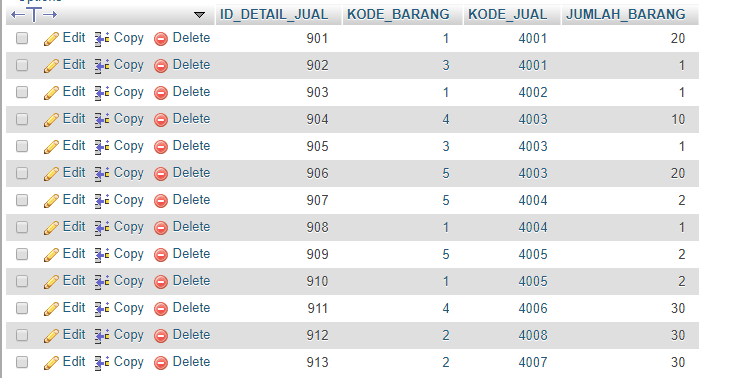 Options
ID_DETAIL_JUAL KODE_BARANG KODE_JUAL JUMLAH_BARANG
Edit Copy Delete 901 1 4001 20
Edit Copy Delete 902 3 4001 1
Edit Copy Delete 903 1 4002 1
Edit Copy Delete 904 4 4003 10
Edit Copy Delete 905 3 4003 1
Edit Copy Delete 906 5 4003 20
Edit Copy Delete 907 5 4004 2
Edit Copy Delete 908 1 4004 1
Edit Copy Delete 909 5 4005 2
Edit Copy Delete 910 1 4005 2
Edit Copy Delete 911 4 4006 30
Edit Copy Delete 912 2 4008 30
Edit Copy Delete 913 2 4007 30